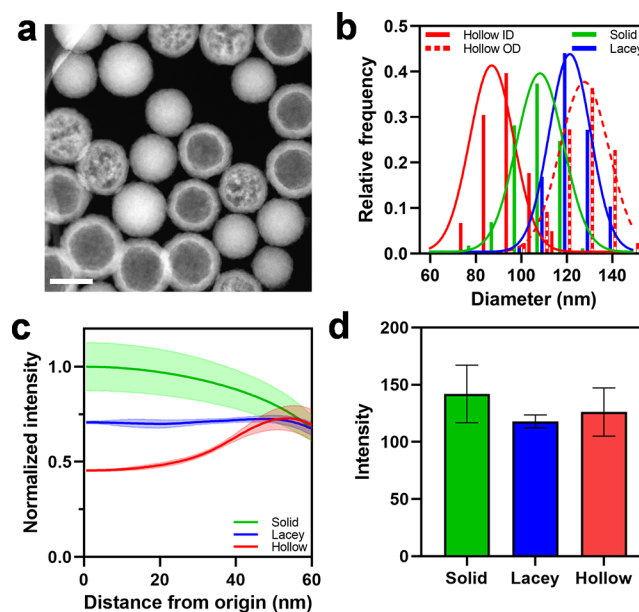 a
b
Hollow ID
Hollow OD
Solid
Lacey
Relative frequency
0.5
0.4
0.3
0.2
0.1
0.0
60 80 100 120 140
Diameter (nm)
c
Normalized intensity
1.0
0.5
0.0
Solid
Lacey
Hollow
0 20 40 60
Distance from origin (nm)
d
Intensity
200
150
100
50
0
Solid Lacey Hollow